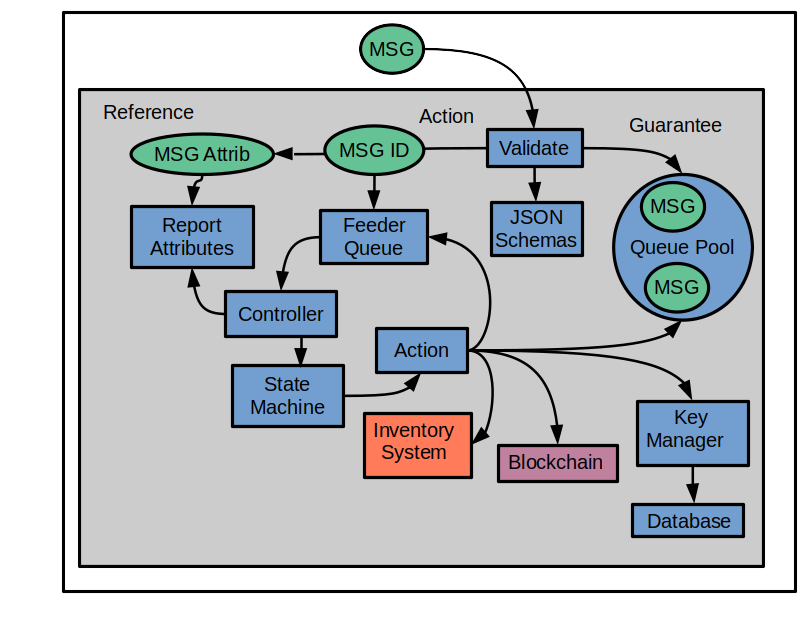 MSG
Reference
Action
Guarantee
MSG Attrib
MSG ID
Validate
MSG
Queue Pool
MSG
Report
Attributes
Feeder
Queue
JSON
Schemas
Controller
Action
State
Machine
Inventory
System
Blockchain
Key
Manager
Database